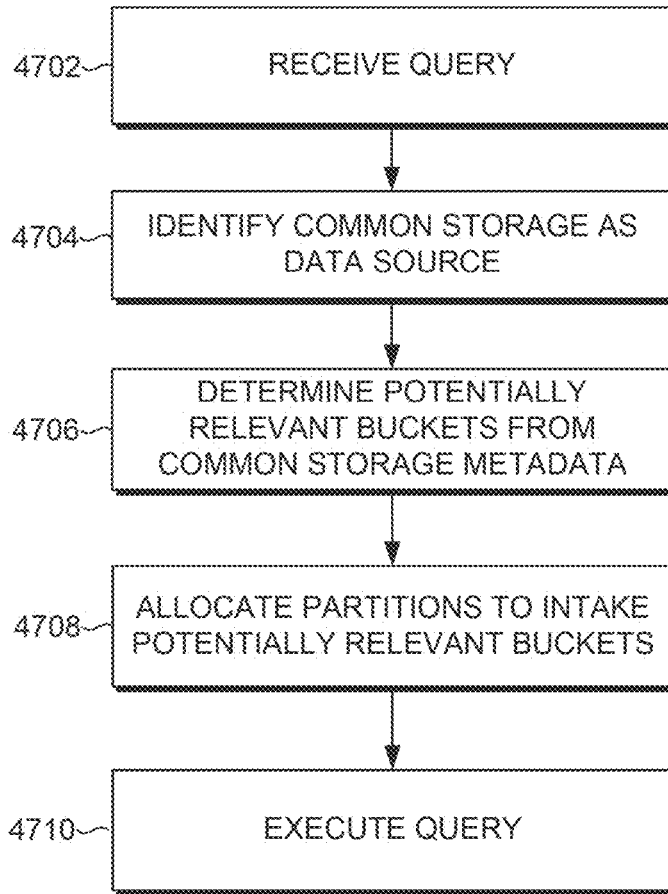 4702
RECEIVE QUERY
4704
IDENTIFY COMMON STORAGE AS
DATA SOURCE
4706
DETERMINE POTENTIALLY
RELEVANT BUCKETS FROM
COMMON STORAGE METADATA
4708
ALLOCATE PARTITIONS TO INTAKE
POTENTIALLY RELEVANT BUCKETS
4710
EXECUTE QUERY